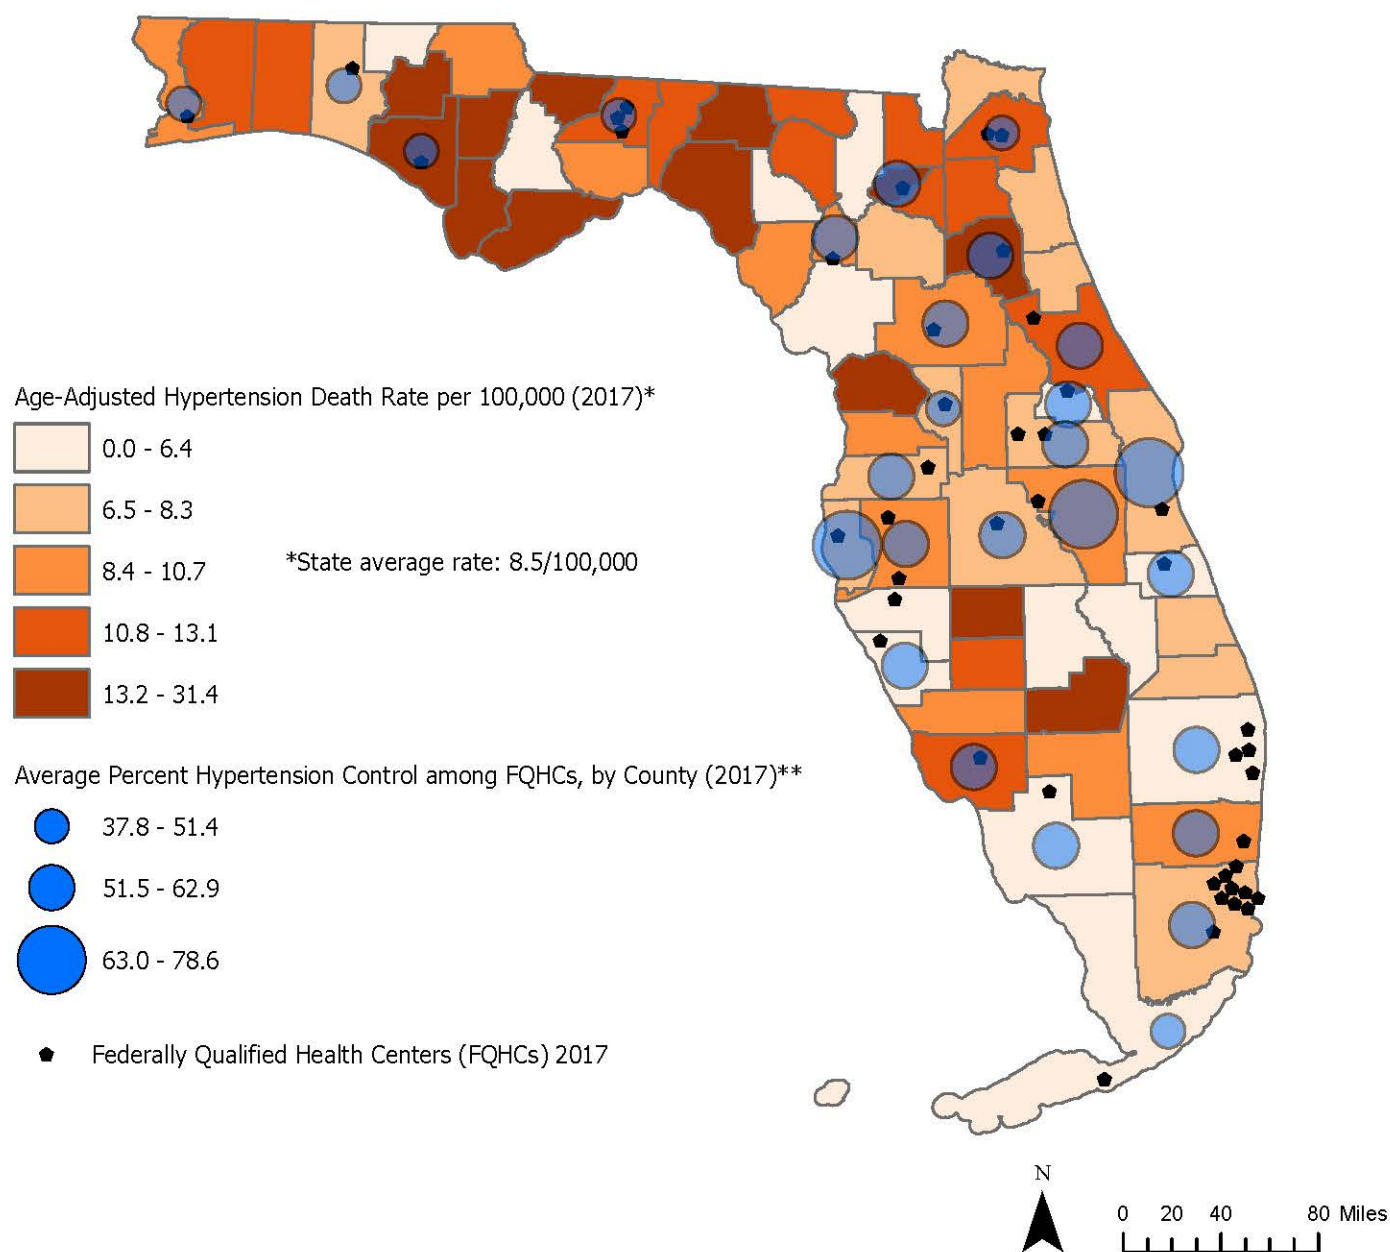 Age-Adjusted Hypertension Death Rate per 100,000 (2017)*
0.0 - 6.4
6.5 - 8.3
8.4 - 10.7
*State average rate: 8.5/100,000
10.8 - 13.1
13.2 - 31.4
Average Percent Hypertension Control among FQHCs, by County (2017)**
37.8 - 51.4
51.5 - 62.9
63.0 - 78.6
Federally Qualified Health Centers (FQHCs) 2017
N
0 20 40 80 Miles